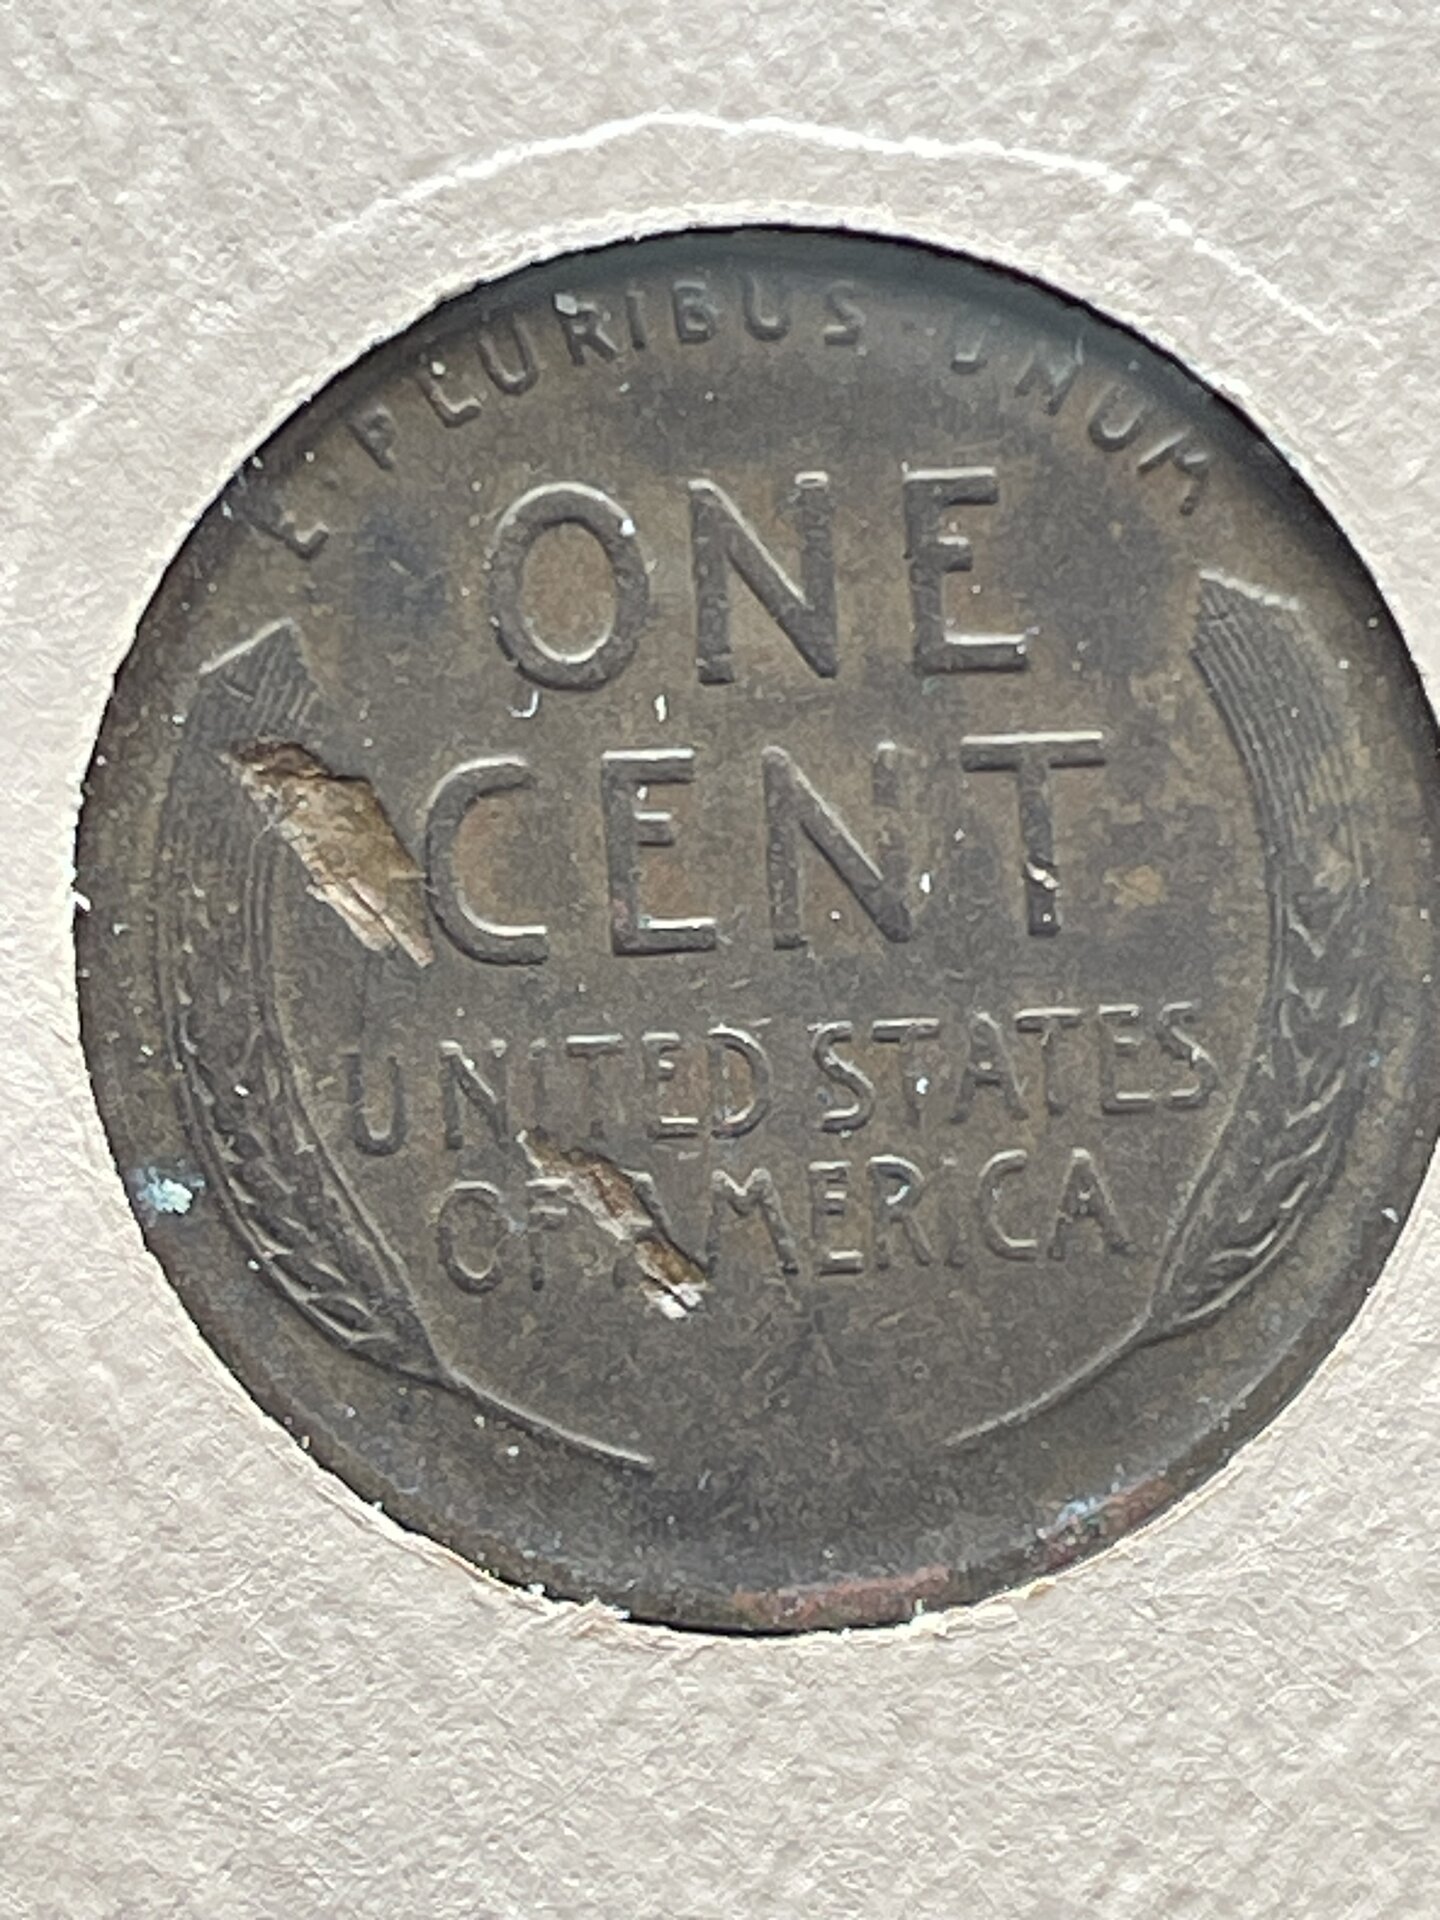 E PLURIBUS UNUM
ONE
CENT
UNITED STATES
OF AMERICA